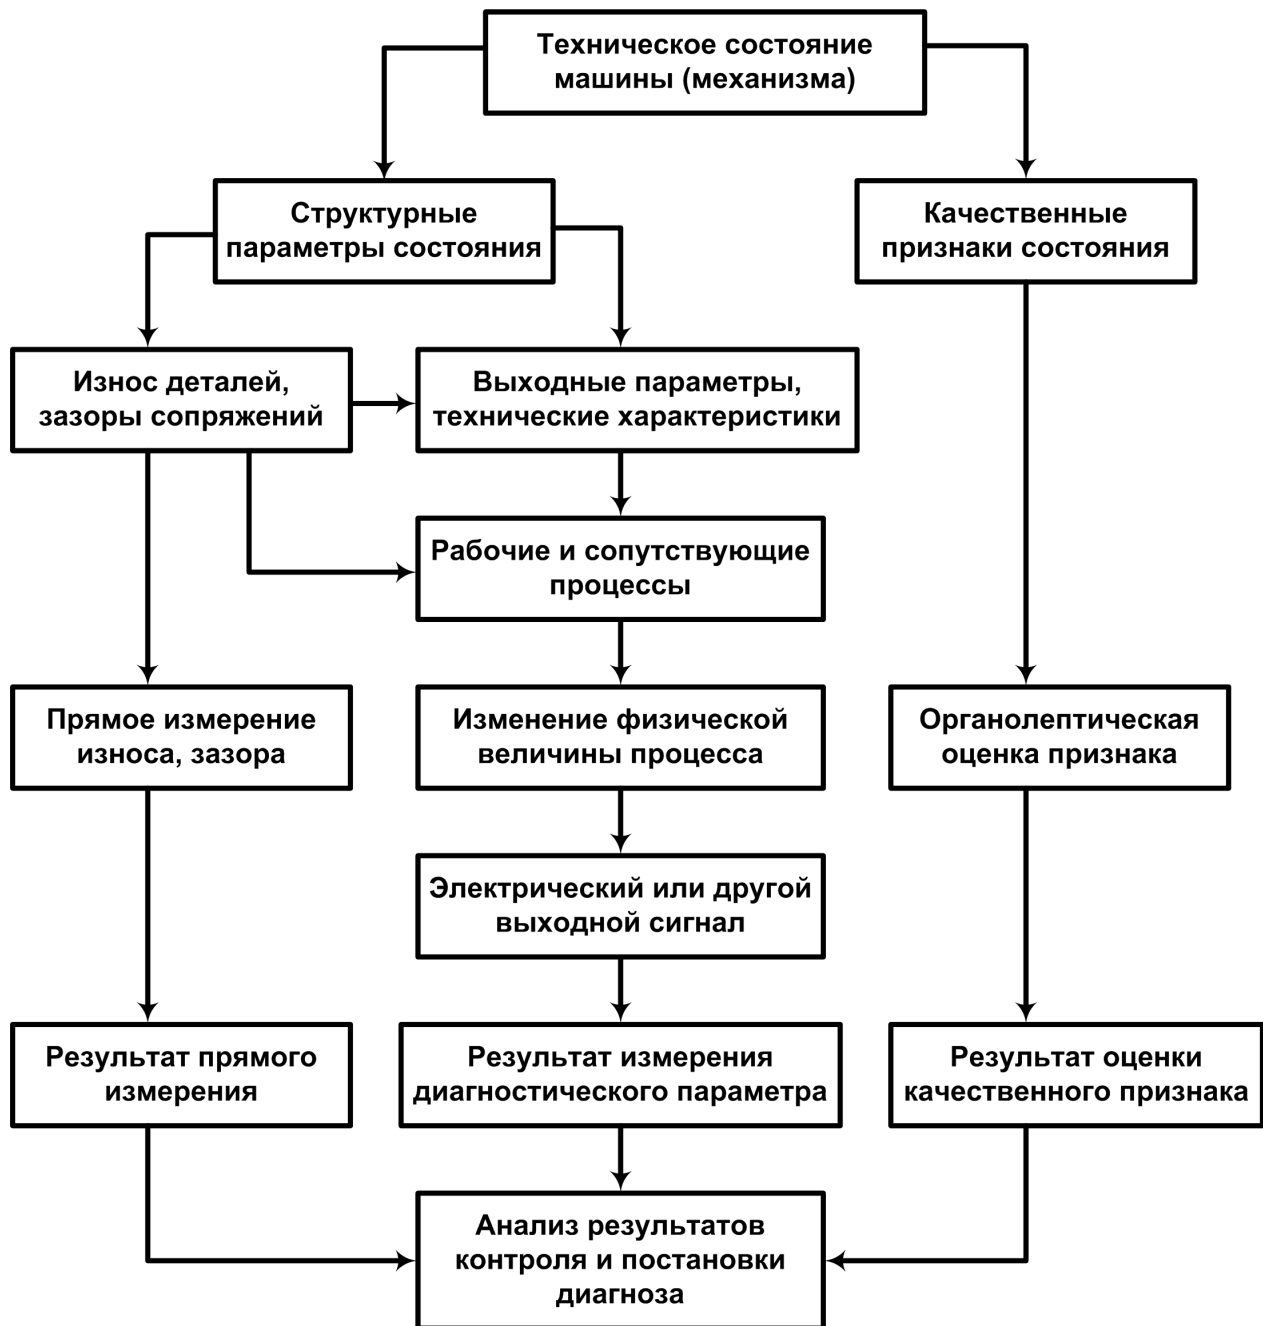 Техническое состояние
машины (механизма)
Структурные
параметры состояния
Качественные
признаки состояния
Износ деталей,
зазоры сопряжений
Выходные параметры,
технические характеристики
Рабочие и сопутствующие
процессы
Прямое измерение
износа, зазора
Изменение физической
величины процесса
Органолептическая
оценка признака
Электрический или другой
выходной сигнал
Результат прямого
измерения
Результат измерения
диагностического параметра
Результат оценки
качественного признака
Анализ результатов
контроля и постановки
диагноза